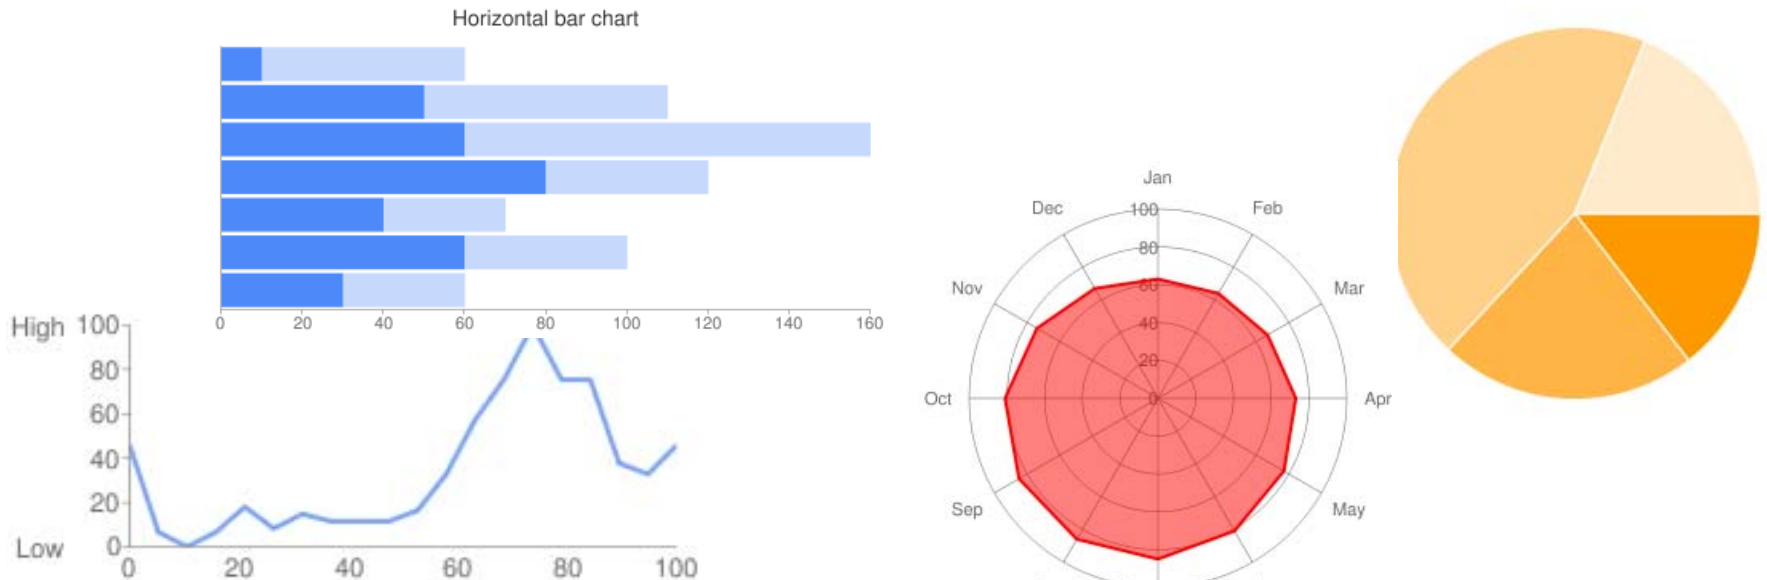 Horizontal bar chart
0 20 40 60 80 100 120 140 160
High 100
80
60
40
20
Low 0
0 20 40 60 80 100
Jan
Dec Feb
Nov Mar
Oct Apr
Sep May
100
80
60
40
20
0